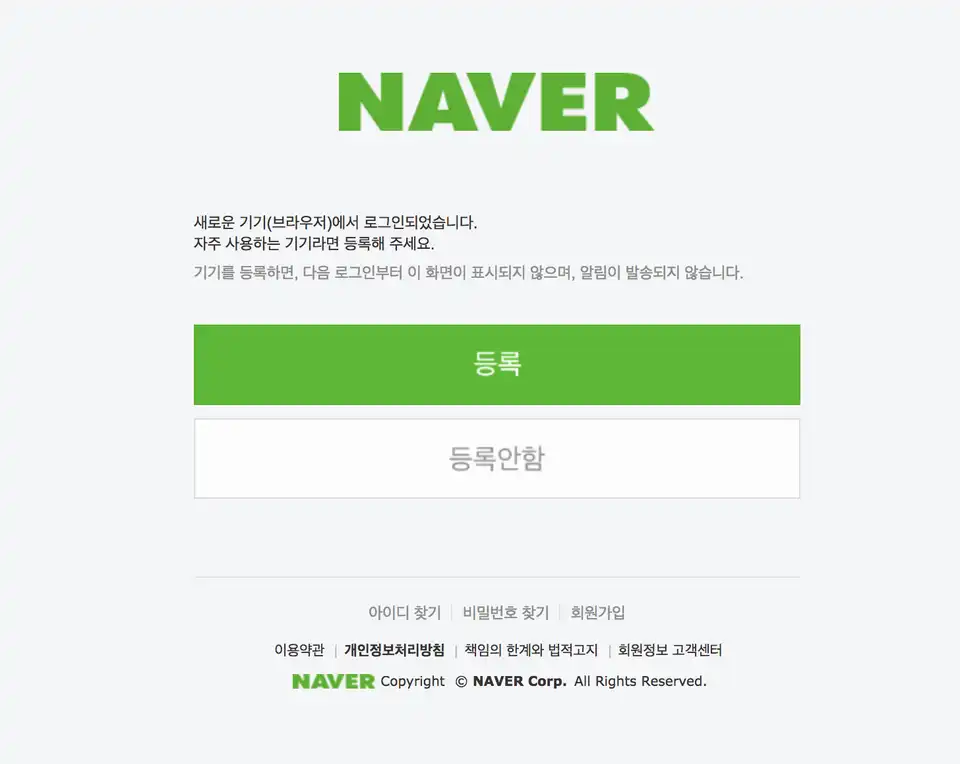 NAVER
새로운 기기(브라우저)에서 로그인되었습니다.
자주 사용하는 기기라면 등록해 주세요.
기기를 등록하면, 다음 로그인부터 이 화면이 표시되지 않으며, 알림이 발송되지 않습니다.
등록
등록안함
아이디 찾기 | 비밀번호 찾기 | 회원가입
이용약관 | 개인정보처리방침 | 책임의 한계와 법적고지 | 회원정보 고객센터
NAVER Copyright © NAVER Corp. All Rights Reserved.